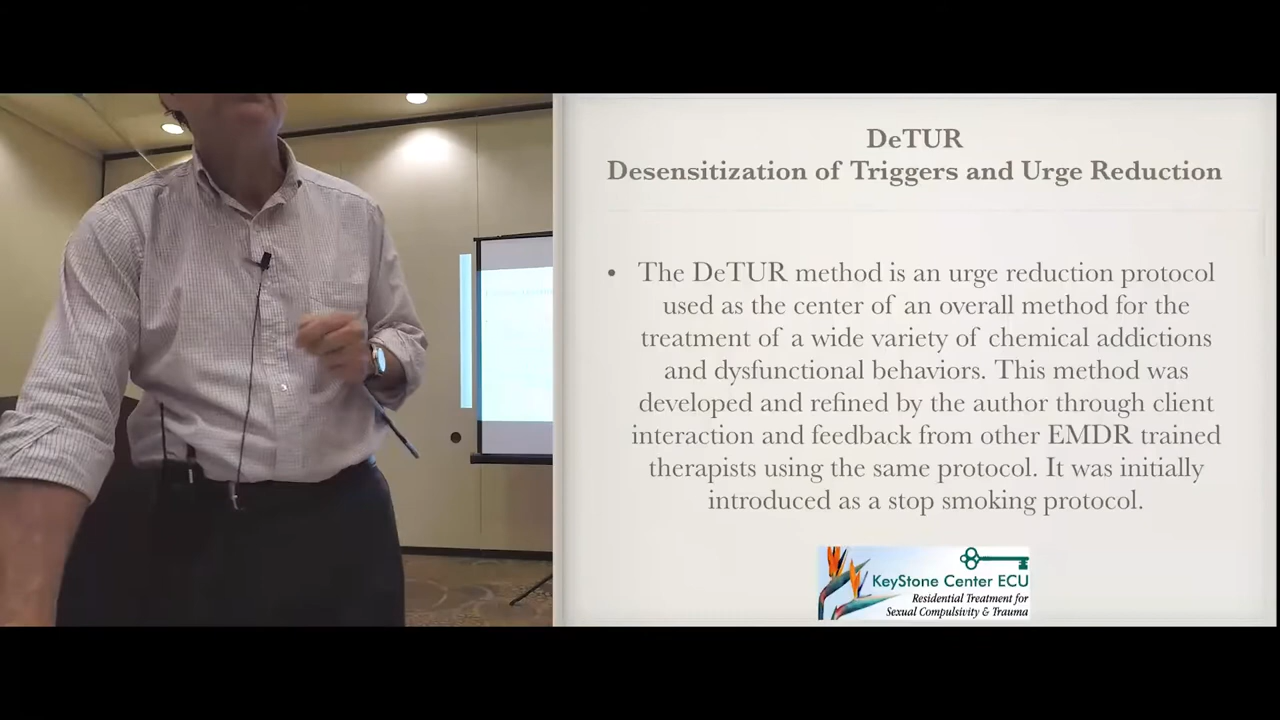 DeTUR
Desensitization of Triggers and Urge Reduction
• The DeTUR method is an urge reduction protocol
used as the center of an overall method for the
treatment of a wide variety of chemical addictions
and dysfunctional behaviors. This method was
developed and refined by the author through client
interaction and feedback from other EMDR trained
therapists using the same protocol. It was initially
introduced as a stop smoking protocol.
KeyStone Center ECU
Residential Treatment for
Sexual Compulsivity & Trauma